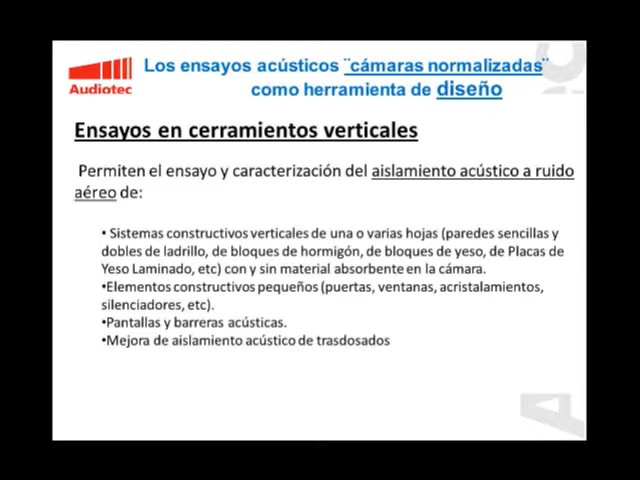 Audiotec
Los ensayos acústicos ¨cámaras normalizadas¨
como herramienta de diseño
Ensayos en cerramientos verticales
Permiten el ensayo y caracterización del aislamiento acústico a ruido
aéreo de:
• Sistemas constructivos verticales de una o varias hojas (paredes sencillas y
dobles de ladrillo, de bloques de hormigón, de bloques de yeso, de Placas de
Yeso Laminado, etc) con y sin material absorbente en la cámara.
•Elementos constructivos pequeños (puertas, ventanas, acristalamientos,
silenciadores, etc).
•Pantallas y barreras acústicas.
•Mejora de aislamiento acústico de trasdosados